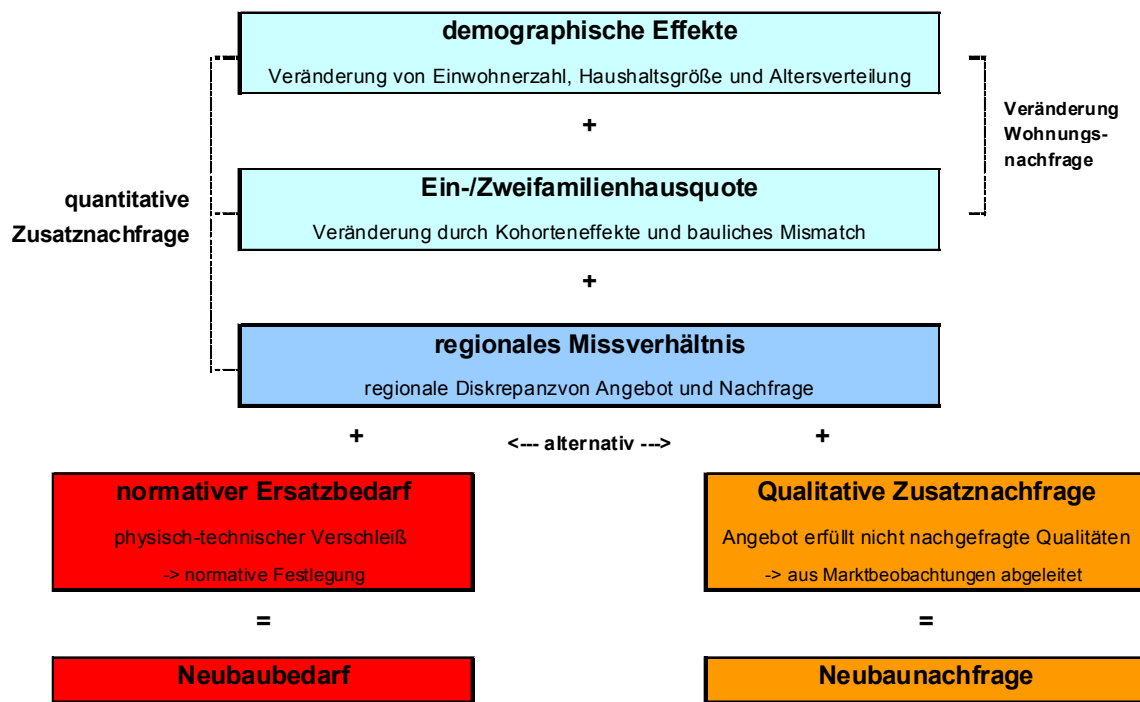 demographische Effekte
Veränderung von Einwohnerzahl, Haushaltsgröße und Altersverteilung
+
Veränderung
Wohnungs-
nachfrage
Ein-/Zweifamilienhausquote
Veränderung durch Kohorteneffekte und bauliches Mismatch
quantitative
Zusatznachfrage
+
regionales Missverhältnis
regionale Diskrepanzvon Angebot und Nachfrage
+ <--- alternativ ---> +
normativer Ersatzbedarf
physisch-technischer Verschleiß
-> normative Festlegung
=
Neubaubedarf
Qualitative Zusatznachfrage
Angebot erfüllt nicht nachgefragte Qualitäten
-> aus Marktbeobachtungen abgeleitet
=
Neubaunachfrage